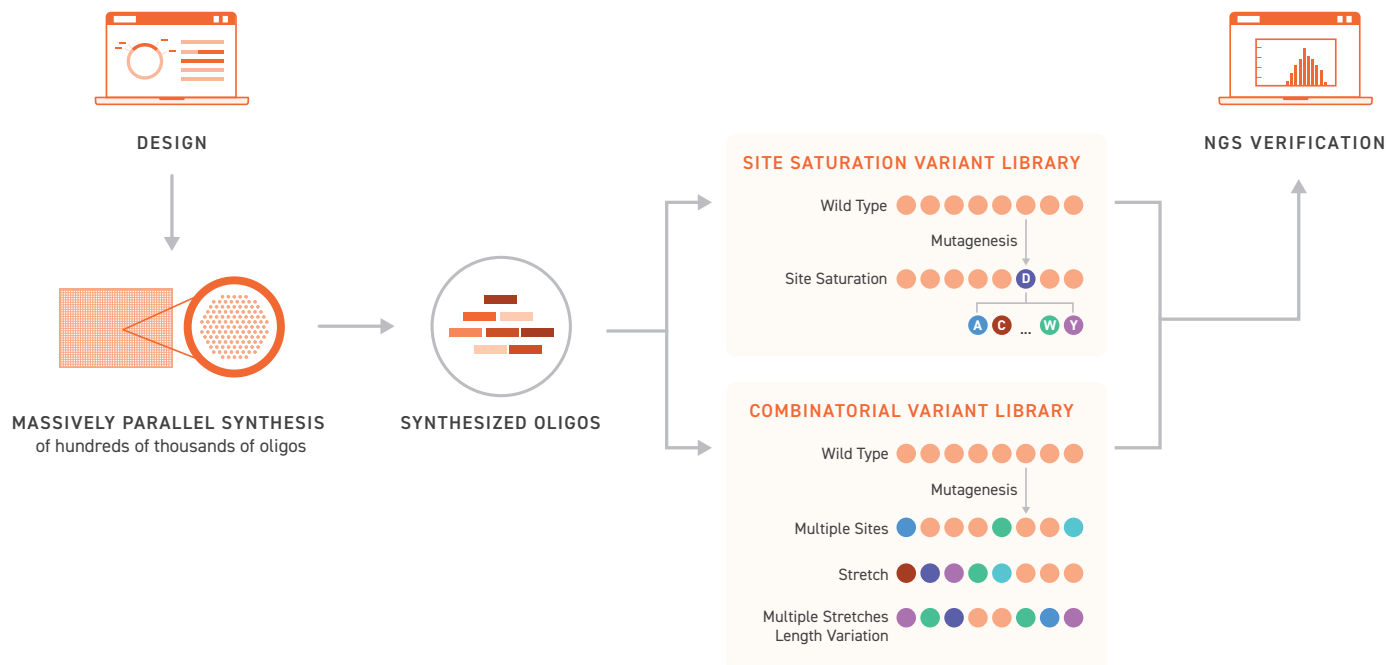 DESIGN
MASSIVELY PARALLEL SYNTHESIS
of hundreds of thousands of oligos
SYNTHESIZED OLIGOS
SITE SATURATION VARIANT LIBRARY
Wild Type
Mutagenesis
Site Saturation
D
A C ... W Y
COMBINATORIAL VARIANT LIBRARY
Wild Type
Mutagenesis
Multiple Sites
Stretch
Multiple Stretches
Length Variation
NGS VERIFICATION